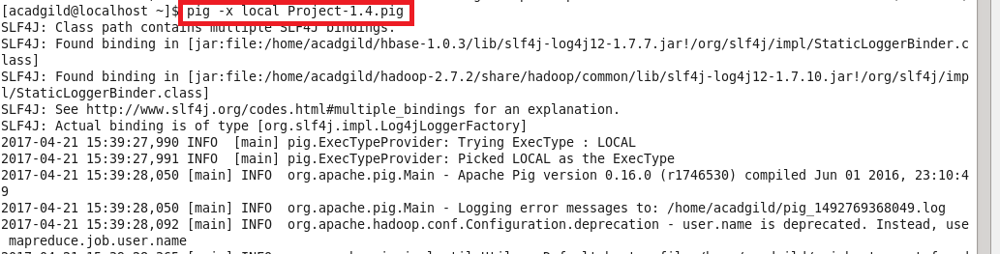 [acadgild@localhost ~]$ pig -x local Project-1.4.pig
SLF4J: Class path contains multiple SLF4J bindings.
SLF4J: Found binding in [jar:file:/home/acadgild/hbase-1.0.3/lib/slf4j-log4j12-1.7.7.jar!/org/slf4j/impl/StaticLoggerBinder.c
lass]
SLF4J: Found binding in [jar:file:/home/acadgild/hadoop-2.7.2/share/hadoop/common/lib/slf4j-log4j12-1.7.10.jar!/org/slf4j/imp
l/StaticLoggerBinder.class]
SLF4J: See http://www.slf4j.org/codes.html#multiple_bindings for an explanation.
SLF4J: Actual binding is of type [org.slf4j.impl.Log4jLoggerFactory]
2017-04-21 15:39:27,990 INFO  [main] pig.ExecTypeProvider: Trying ExecType : LOCAL
2017-04-21 15:39:27,991 INFO  [main] pig.ExecTypeProvider: Picked LOCAL as the ExecType
2017-04-21 15:39:28,050 [main] INFO  org.apache.pig.Main - Apache Pig version 0.16.0 (r1746530) compiled Jun 01 2016, 23:10:4
9
2017-04-21 15:39:28,050 [main] INFO  org.apache.pig.Main - Logging error messages to: /home/acadgild/pig_1492769368049.log
2017-04-21 15:39:28,092 [main] INFO  org.apache.hadoop.conf.Configuration.deprecation - user.name is deprecated. Instead, use
 mapreduce.job.user.name